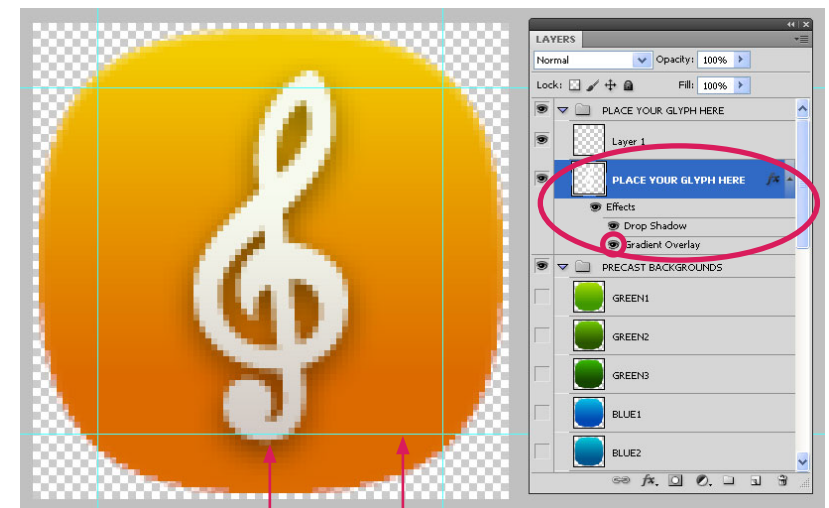 LAYERS
Normal Opacity: 100%
Lock: Fill: 100%
PLACE YOUR GLYPH HERE
Layer 1
PLACE YOUR GLYPH HERE fx
Effects
Drop Shadow
Gradient Overlay
PRECAST BACKGROUNDS
GREEN1
GREEN2
GREEN3
BLUE1
BLUE2
fx.